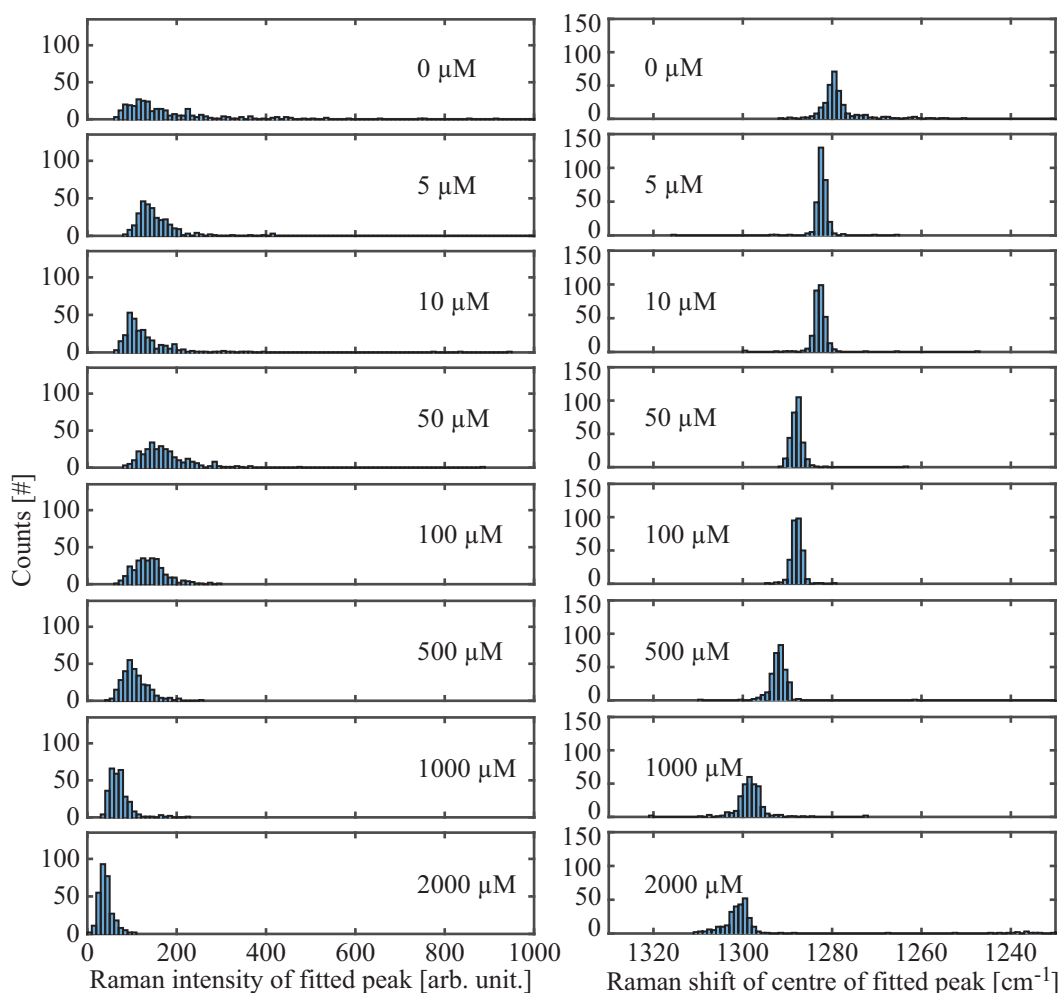 100
50
0
0 µM
150
100
50
0
0 µM
100
50
0
5 µM
150
100
50
0
5 µM
100
50
0
10 µM
150
100
50
0
10 µM
100
50
0
50 µM
150
100
50
0
50 µM
100
50
0
100 µM
150
100
50
0
100 µM
100
50
0
500 µM
150
100
50
0
500 µM
100
50
0
1000 µM
150
100
50
0
1000 µM
100
50
0
2000 µM
150
100
50
0
2000 µM
Counts [#]
0 200 400 600 800 1000
1320 1300 1280 1260 1240
Raman intensity of fitted peak [arb. unit.]
Raman shift of centre of fitted peak [cm⁻¹]